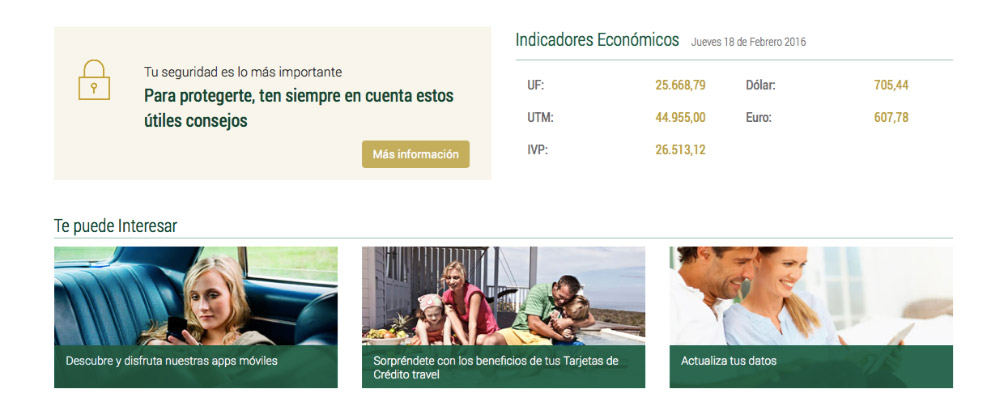 Tu seguridad es lo más importante
Para protegerte, ten siempre en cuenta estos
útiles consejos
Más información
Indicadores Económicos Jueves 18 de Febrero 2016
UF: 25.668,79 Dólar: 705,44
UTM: 44.955,00 Euro: 607,78
IVP: 26.513,12
Te puede Interesar
Descubre y disfruta nuestras apps móviles
Sorpréndete con los beneficios de tus Tarjetas de
Crédito travel
Actualiza tus datos